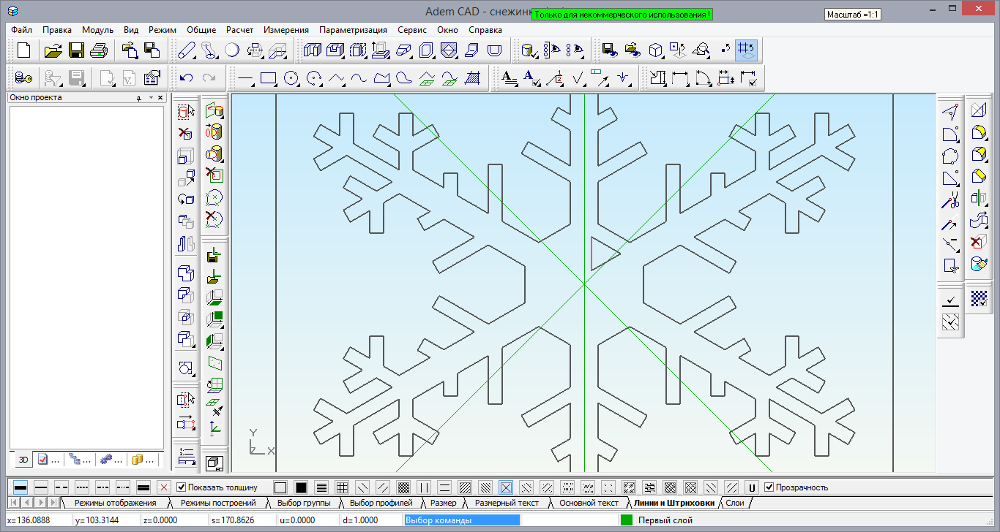 Adem CAD - снежинк
Только для некоммерческого использования !
Масштаб =1:1
Файл Правка Модуль Вид Режим Общие Расчет Измерения Параметризация Сервис Окно Справка
Окно проекта
Y
Z X
3D ... ... ... ...
Показать толщину U Прозрачность
Режимы отображения Режимы построений Выбор группы Выбор профилей Размер Размерный текст Основной текст Линии и Штриховки Слои
x=136.0888 y=103.3144 z=0.0000 s=170.8626 u=0.0000 d=1.0000 Выбор команды Первый слой